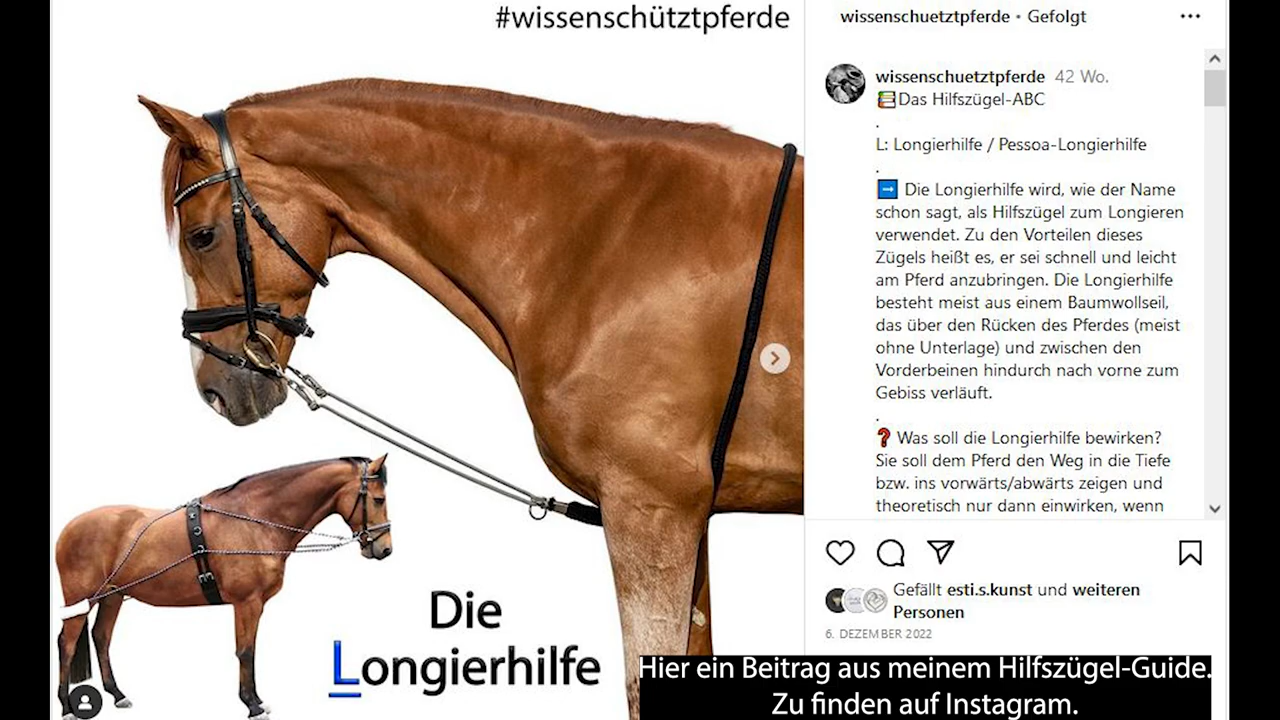 #wissenschütztpferde
Die
Longierhilfe
wissenschuetztpferde • Gefolgt
wissenschuetztpferde 42 Wo.
📚Das Hilfszügel-ABC
.
L: Longierhilfe / Pessoa-Longierhilfe
.
➡️ Die Longierhilfe wird, wie der Name
schon sagt, als Hilfszügel zum Longieren
verwendet. Zu den Vorteilen dieses
Zügels heißt es, er sei schnell und leicht
am Pferd anzubringen. Die Longierhilfe
besteht meist aus einem Baumwollseil,
das über den Rücken des Pferdes (meist
ohne Unterlage) und zwischen den
Vorderbeinen hindurch nach vorne zum
Gebiss verläuft.
.
❓ Was soll die Longierhilfe bewirken?
Sie soll dem Pferd den Weg in die Tiefe
bzw. ins vorwärts/abwärts zeigen und
theoretisch nur dann einwirken, wenn
Gefällt esti.s.kunst und weiteren
Personen
6. DEZEMBER 2022
Hier ein Beitrag aus meinem Hilfszügel-Guide.
Zu finden auf Instagram.